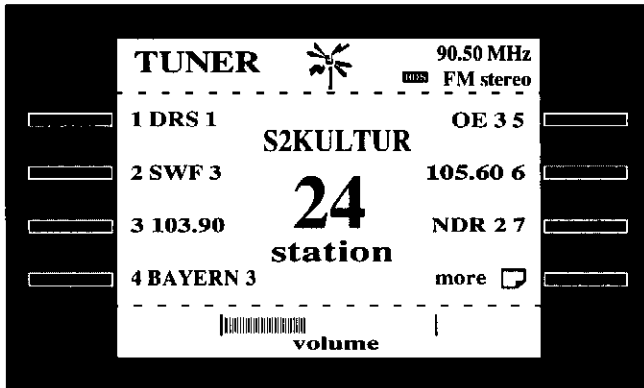 TUNER
90.50 MHz
RDS FM stereo
1 DRS 1
OE 3 5
S2KULTUR
2 SWF 3
105.60 6
24
3 103.90
NDR 2 7
station
4 BAYERN 3
more
volume